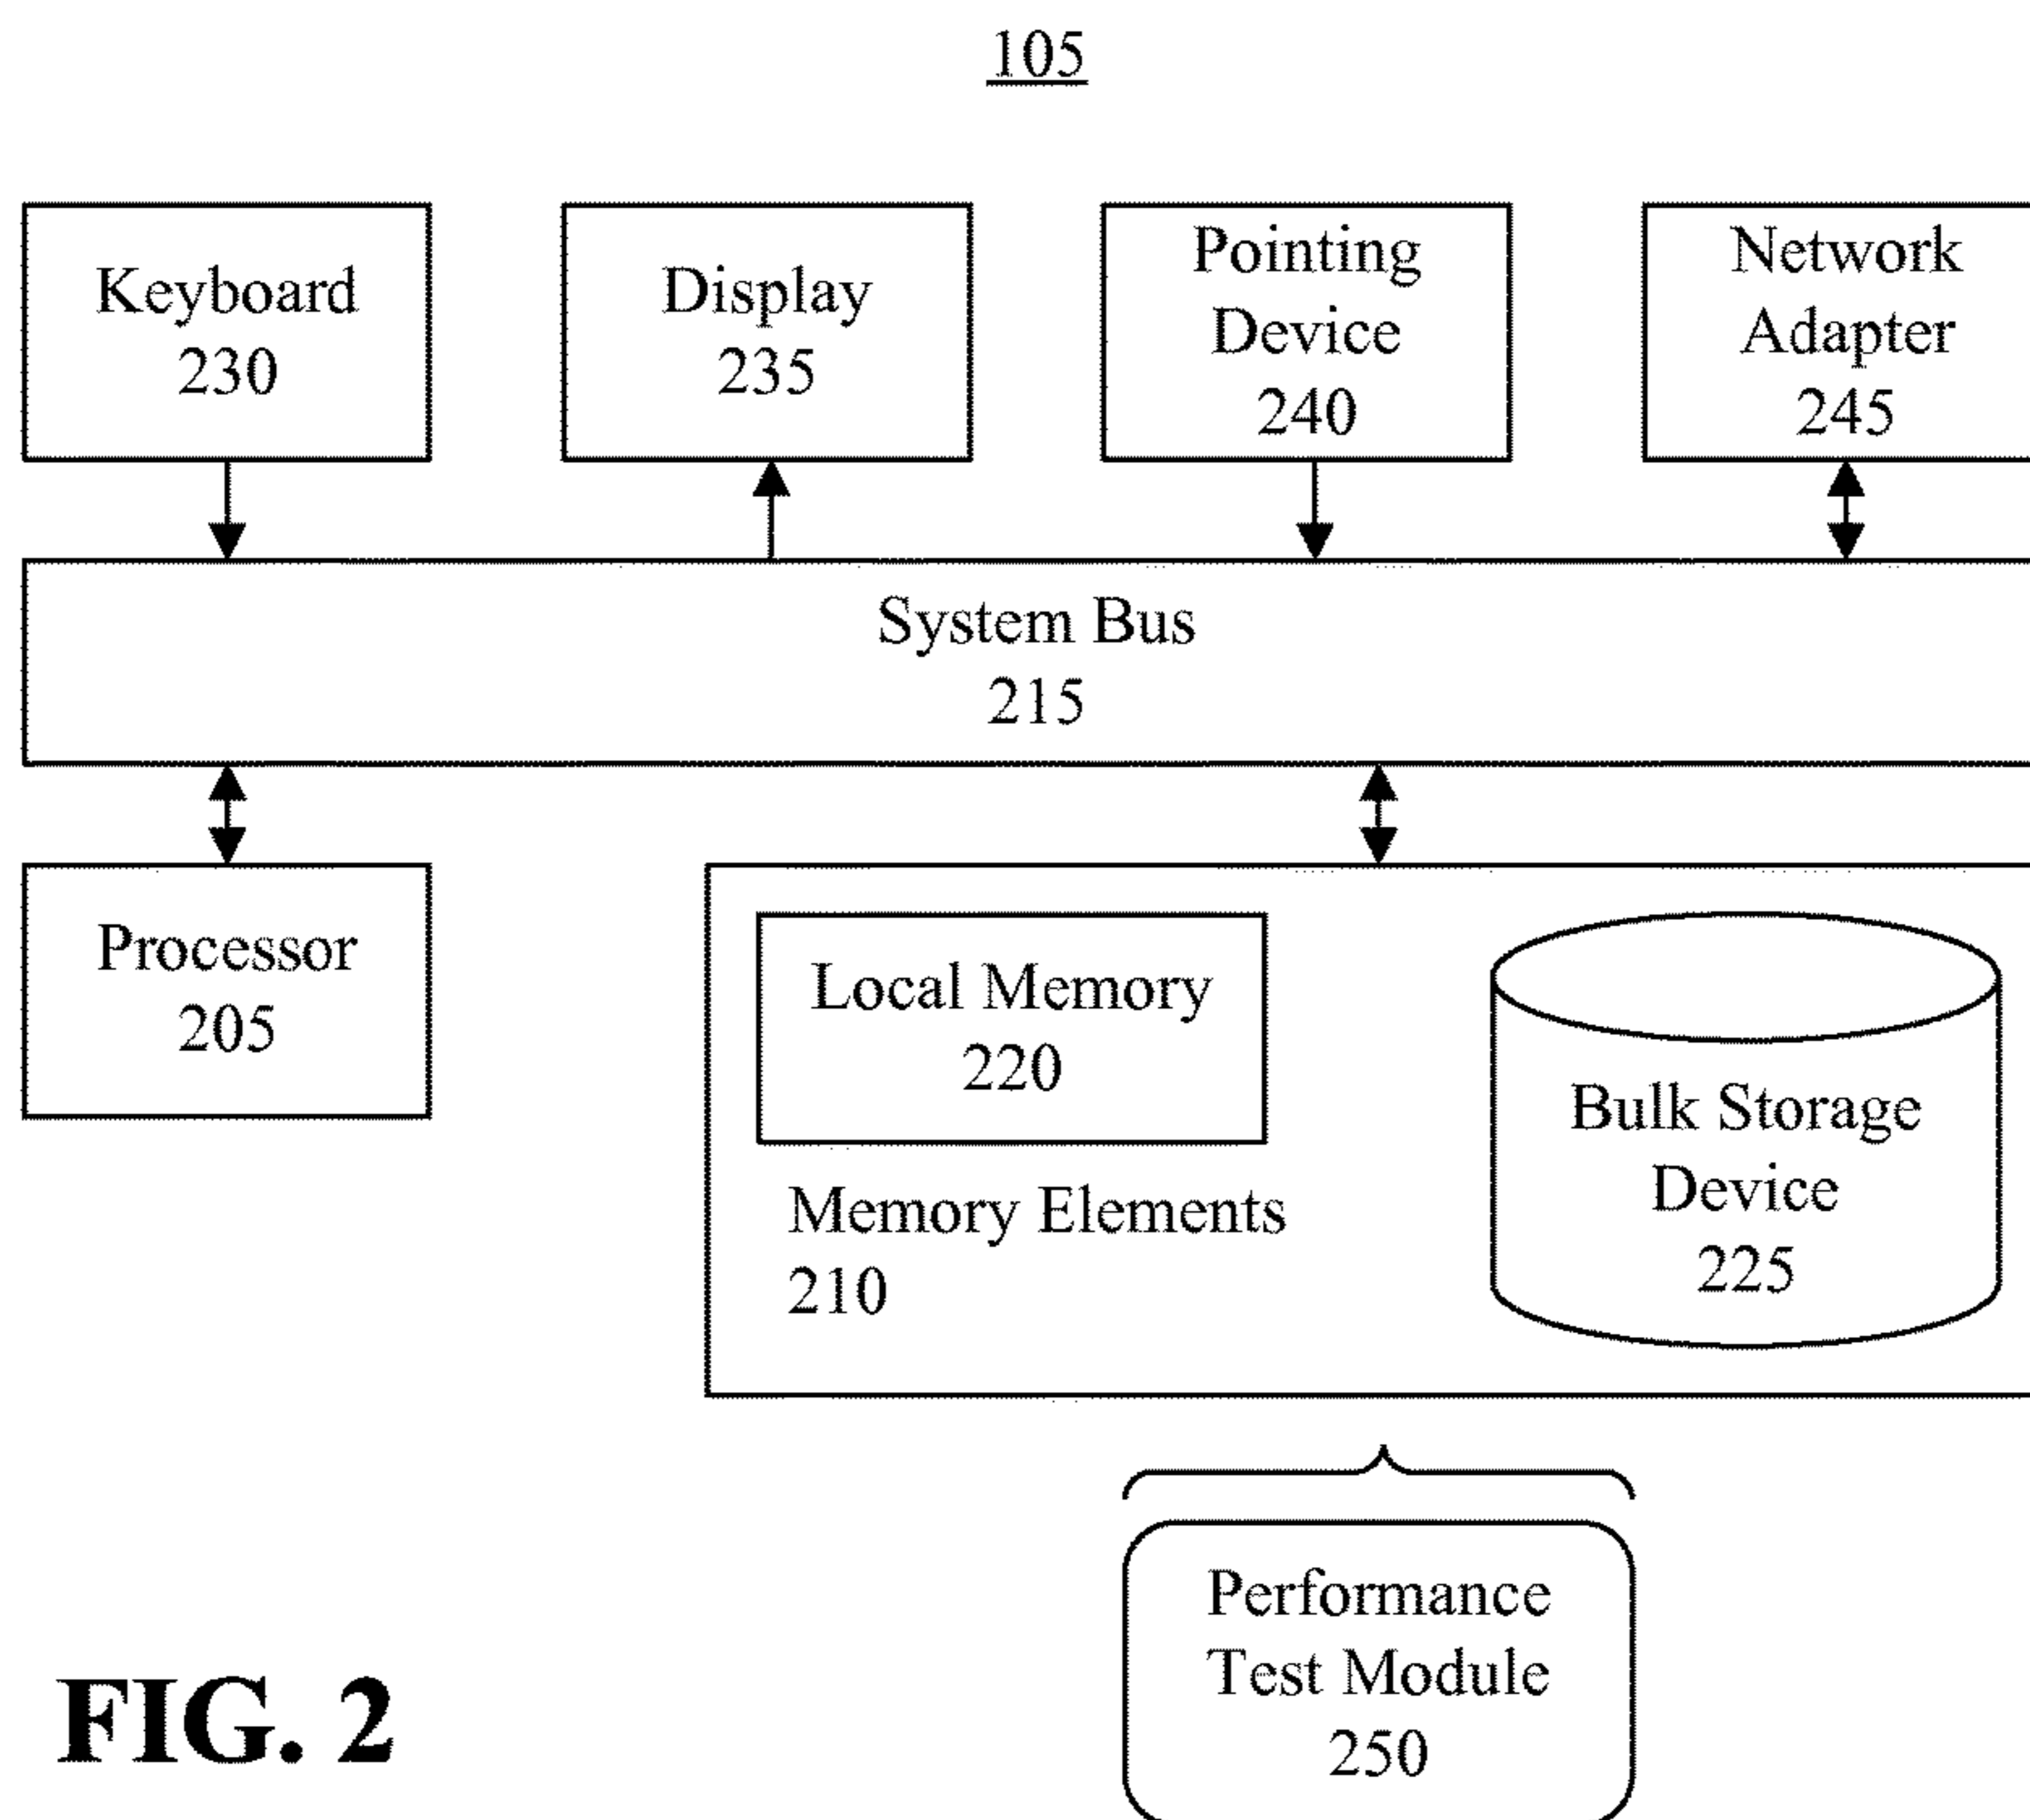 105
Keyboard
230
Display
235
Pointing
Device
240
Network
Adapter
245
System Bus
215
Processor
205
Local Memory
220
Memory Elements
210
Bulk Storage
Device
225
Performance
Test Module
250
FIG. 2